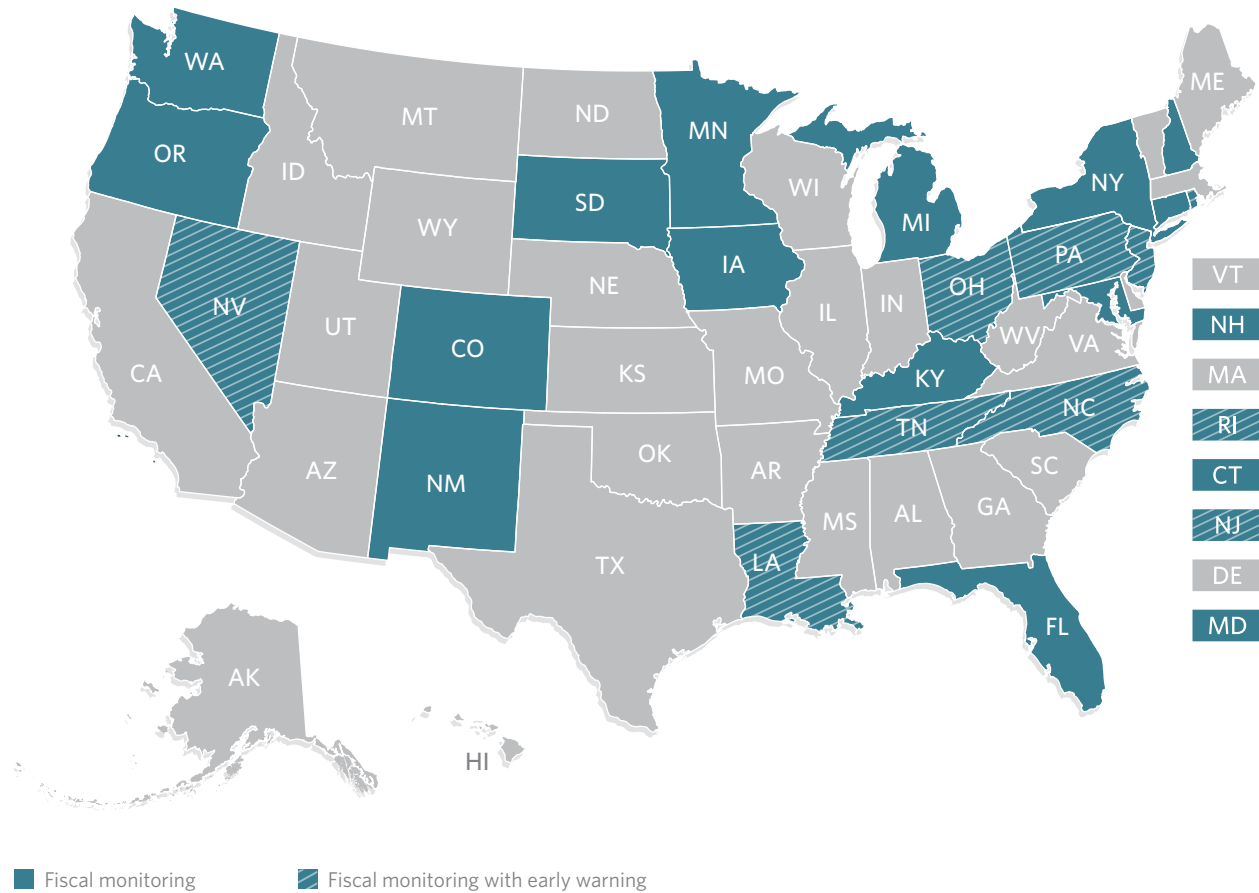 WA
MT
ND
MN
ME
OR
ID
SD
WI
MI
NY
WY
IA
NE
OH
PA
NV
UT
CO
IL
IN
WV
VA
VT
NH
MA
RI
CT
NJ
DE
MD
CA
KS
MO
KY
TN
NC
AZ
NM
OK
AR
SC
MS
AL
GA
TX
LA
FL
AK
HI
Fiscal monitoring
Fiscal monitoring with early warning